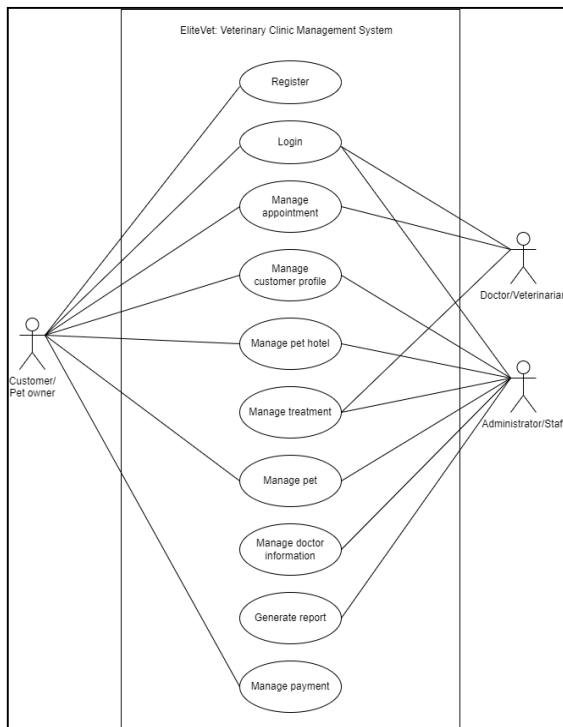 EliteVet: Veterinary Clinic Management System
Register
Login
Manage
appointment
Manage
customer profile
Doctor/Veterinarian
Manage pet hotel
Customer/
Pet owner
Manage treatment
Administrator/Staff
Manage pet
Manage doctor
information
Generate report
Manage payment